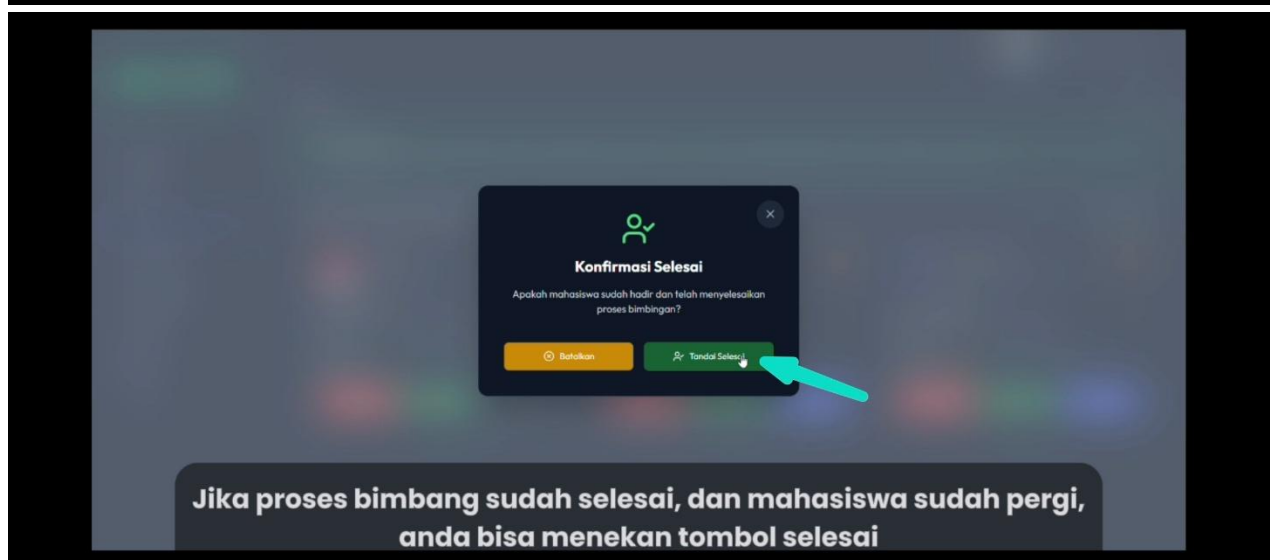 Konfirmasi Selesai
Apakah mahasiswa sudah hadir dan telah menyelesaikan
proses bimbingan?
Batalkan
Tandai Selesai
Jika proses bimbang sudah selesai, dan mahasiswa sudah pergi,
anda bisa menekan tombol selesai